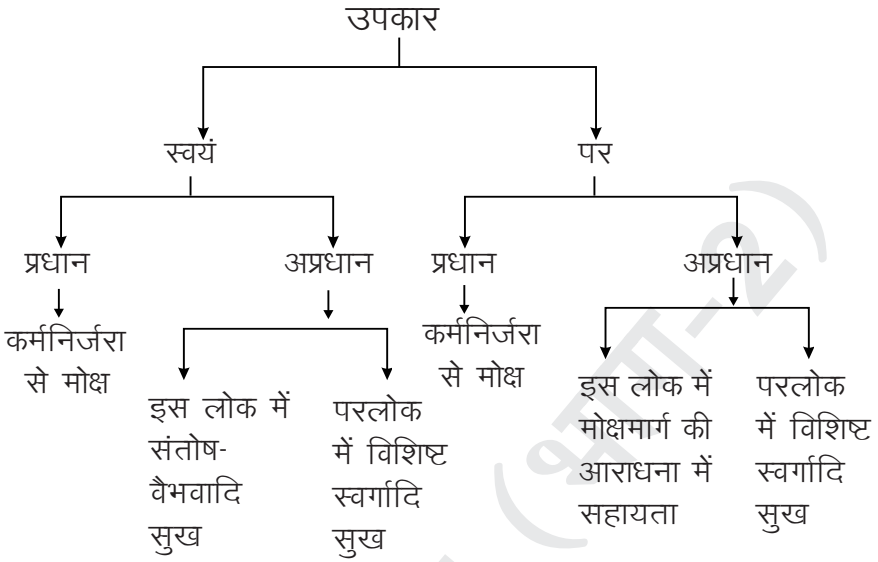 उपकार
स्वयं
पर
प्रधान
अप्रधान
प्रधान
अप्रधान
कर्मनिर्जरा
से मोक्ष
इस लोक में
संतोष-
वैभवादि
सुख
परलोक
में विशिष्ट
स्वर्गादि
सुख
कर्मनिर्जरा
से मोक्ष
इस लोक में
मोक्षमार्ग की
आराधना में
सहायता
परलोक
में विशिष्ट
स्वर्गादि
सुख
(भाग-2)